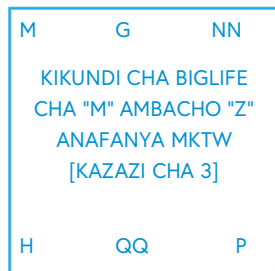 M G NN
KIKUNDI CHA BIGLIFE
CHA "M" AMBACHO "Z"
ANAFANYA MKTW
[KAZAZI CHA 3]
H QQ P